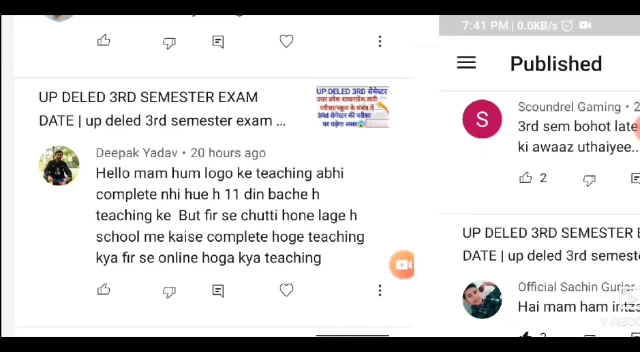 UP DELED 3RD SEMESTER EXAM
DATE | up deled 3rd semester exam ...
3RD सेमेस्टर
Deepak Yadav • 20 hours ago
Hello mam hum logo ke teaching abhi
complete nhi hue h 11 din bache h
teaching ke But fir se chutti hone lage h
school me kaise complete hoge teaching
kya fir se online hoga kya teaching
7:41 PM | 0.0KB/s
Published
S
Scoundrel Gaming • 2
3rd sem bohot late
ki awaaz uthaiyee..
2
UP DELED 3RD SEMESTER E
DATE | up deled 3rd semest
Official Sachin Gurjar
Hai mam ham intza